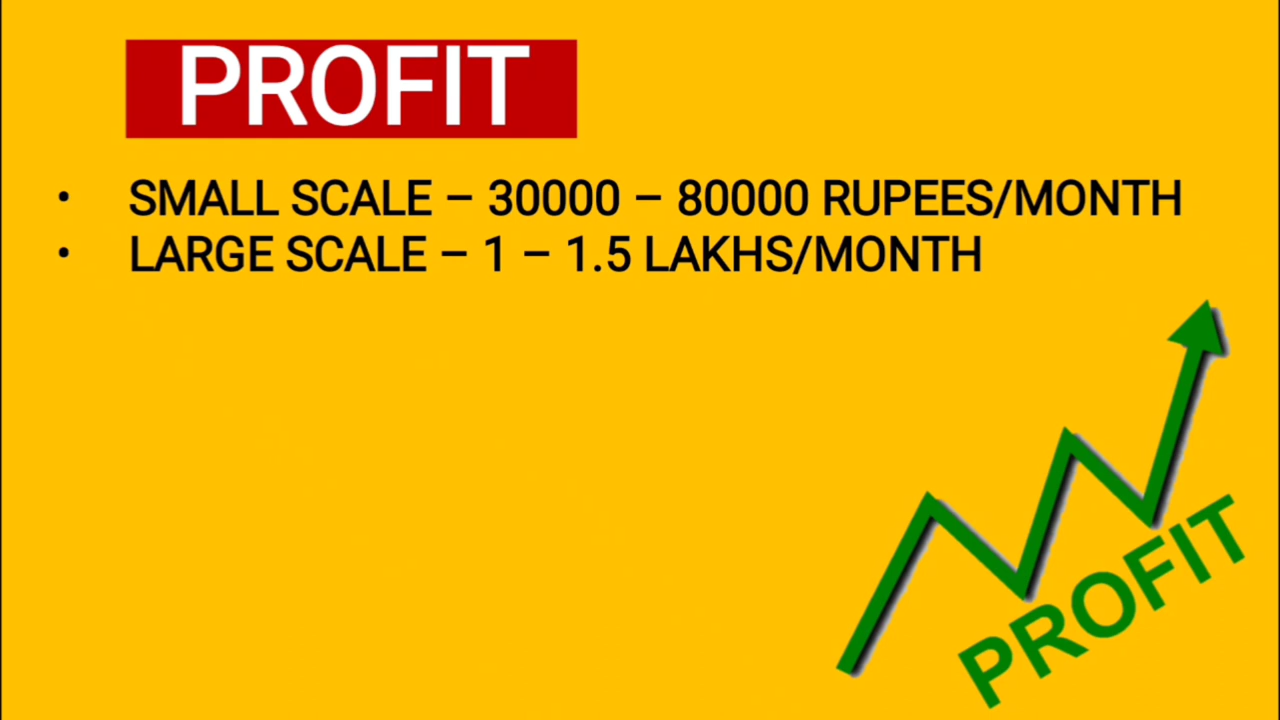 PROFIT
• SMALL SCALE – 30000 – 80000 RUPEES/MONTH
• LARGE SCALE – 1 – 1.5 LAKHS/MONTH
PROFIT